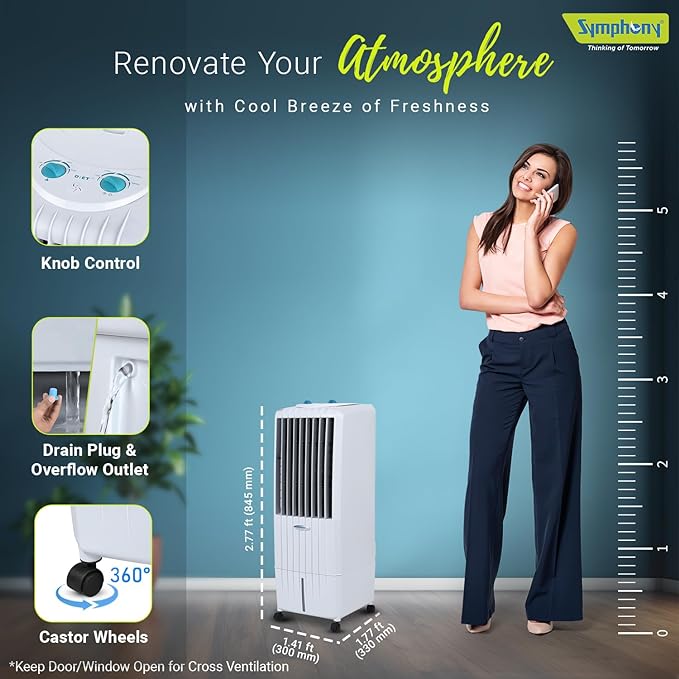 Symphony
Thinking of Tomorrow
Renovate Your Atmosphere
with Cool Breeze of Freshness
DiET
Knob Control
Drain Plug &
Overflow Outlet
360°
Castor Wheels
2.77 ft (845 mm)
1.41 ft
(300 mm)
1.77 ft
(330 mm)
5
4
3
2
1
0
*Keep Door/Window Open for Cross Ventilation